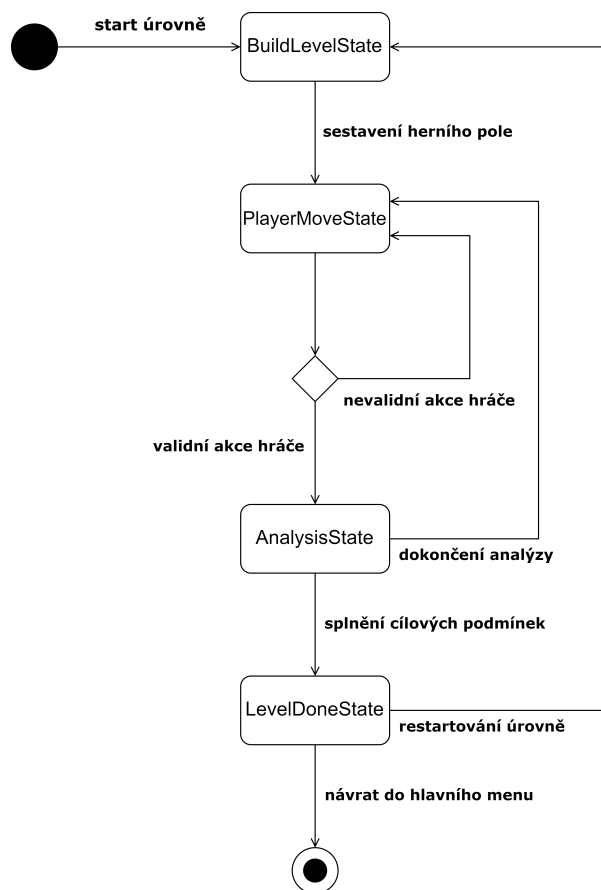 start úrovně
BuildLevelState
sestavení herního pole
PlayerMoveState
nevalidní akce hráče
validní akce hráče
AnalysisState
dokončení analýzy
splnění cílových podmínek
LevelDoneState
restartování úrovně
návrat do hlavního menu